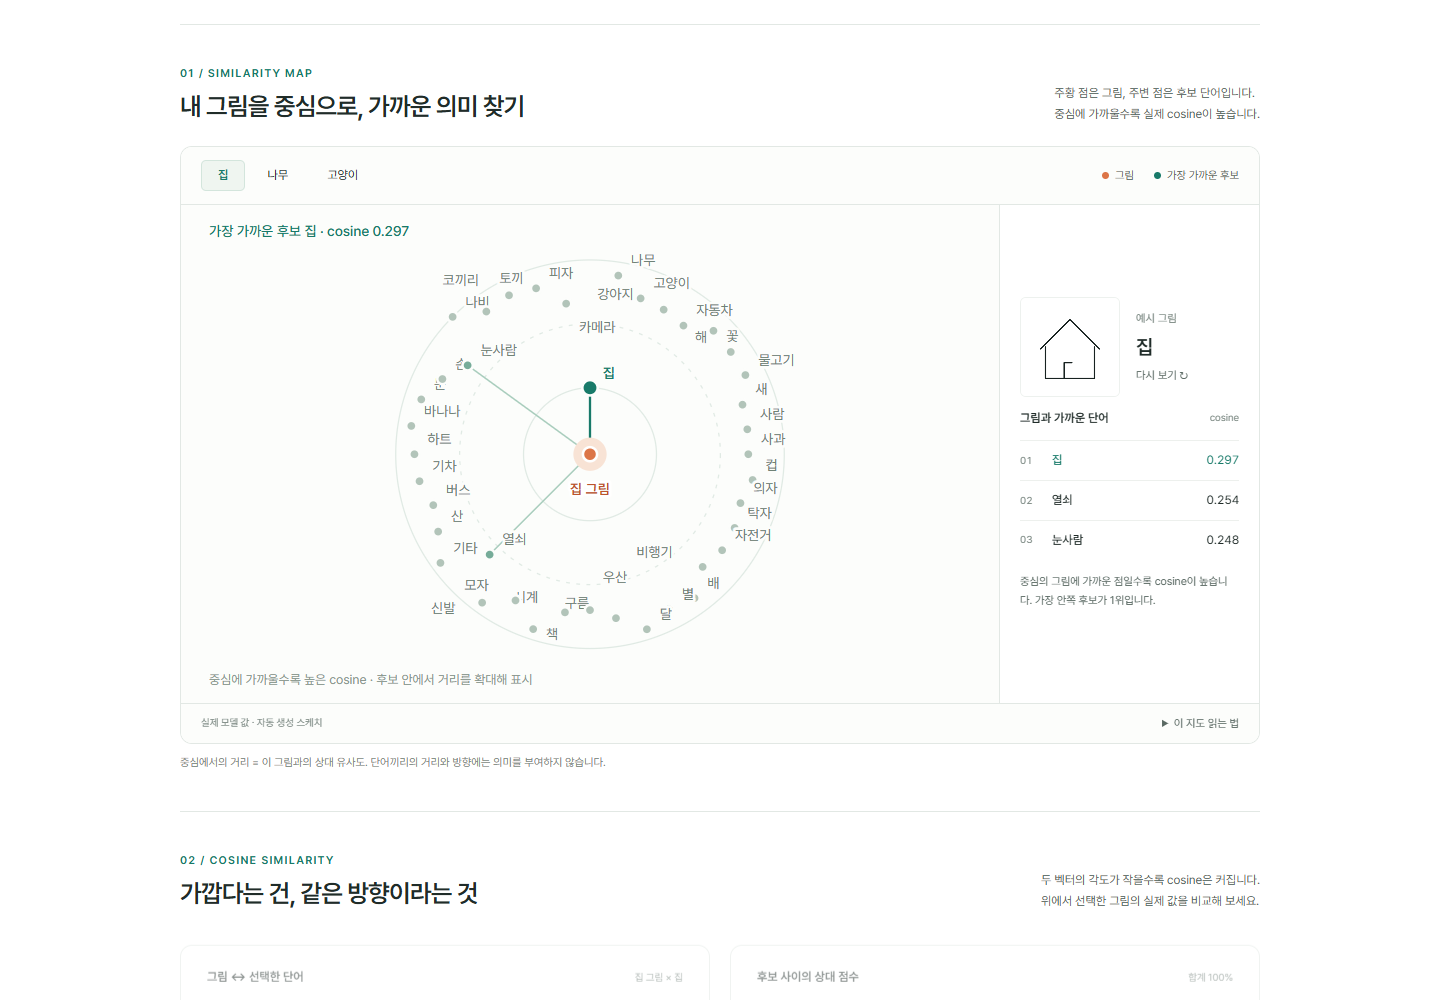 01 / SIMILARITY MAP
내 그림을 중심으로, 가까운 의미 찾기
주황 점은 그림, 주변 점은 후보 단어입니다.
중심에 가까울수록 실제 cosine이 높습니다.
집
나무
고양이
그림
가장 가까운 후보
가장 가까운 후보 집 · cosine 0.297
나무
피자
토끼
코끼리
고양이
강아지
나비
자동차
카메라
해
꽃
눈사람
물고기
집
새
바나나
사람
하트
사과
기차
컵
집 그림
버스
의자
산
탁자
열쇠
자전거
기타
비행기
우산
모자
배
별
구름
신발
달
책
중심에 가까울수록 높은 cosine · 후보 안에서 거리를 확대해 표시
예시 그림
집
다시 보기 ↻
그림과 가까운 단어
cosine
01 집 0.297
02 열쇠 0.254
03 눈사람 0.248
중심의 그림에 가까운 점일수록 cosine이 높습니
다. 가장 안쪽 후보가 1위입니다.
실제 모델 값 · 자동 생성 스케치
▶ 이 지도 읽는 법
중심에서의 거리 = 이 그림과의 상대 유사도. 단어끼리의 거리와 방향에는 의미를 부여하지 않습니다.
02 / COSINE SIMILARITY
가깝다는 건, 같은 방향이라는 것
두 벡터의 각도가 작을수록 cosine은 커집니다.
위에서 선택한 그림의 실제 값을 비교해 보세요.
그림 ↔ 선택한 단어
집 그림 × 집
후보 사이의 상대 점수
합계 100%